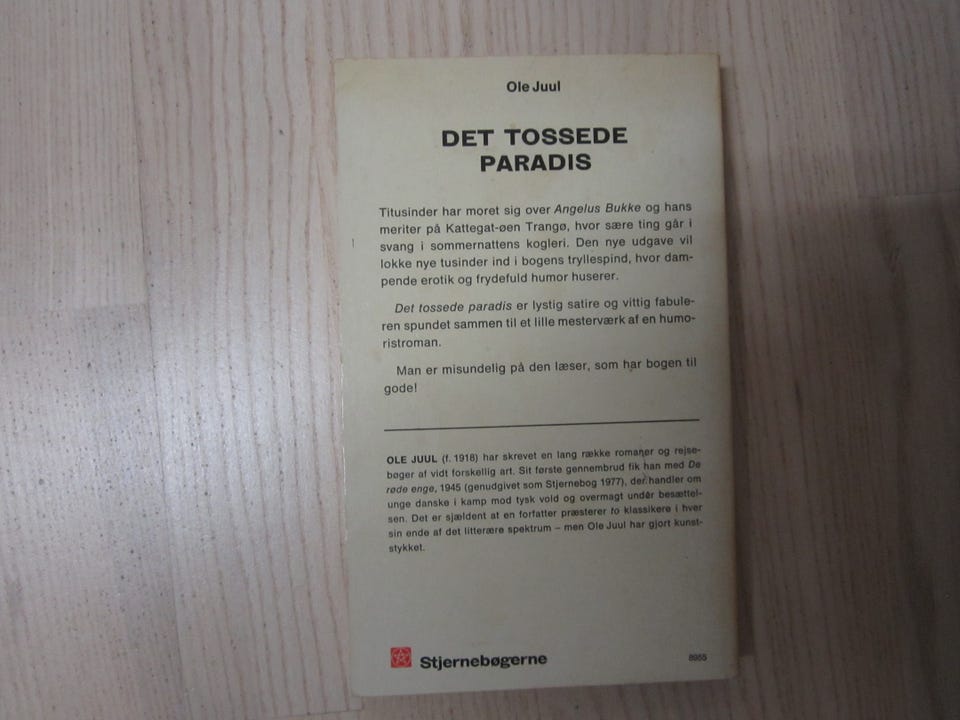 Ole Juul
DET TOSSEDE
PARADIS
Titusinder har moret sig over Angelus Bukke og hans
meriter på Kattegat-øen Trangø, hvor sære ting går i
svang i sommernattens kogleri. Den nye udgave vil
lokke nye tusinder ind i bogens tryllespind, hvor dam-
pende erotik og frydefuld humor huserer.
Det tossede paradis er lystig satire og vittig fabule-
ren spundet sammen til et lille mesterværk af en humo-
ristroman.
Man er misundelig på den læser, som har bogen til
gode!
OLE JUUL (f. 1918) har skrevet en lang række romaner og rejse-
bøger af vidt forskellig art. Sit første gennembrud fik han med De
røde enge, 1945 (genudgivet som Stjernebog 1977), der handler om
unge danske i kamp mod tysk vold og overmagt under besættel-
sen. Det er sjældent at en forfatter præsterer to klassikere i hver
sin ende af det litterære spektrum – men Ole Juul har gjort kunst-
stykket.
Stjernebøgerne
8955